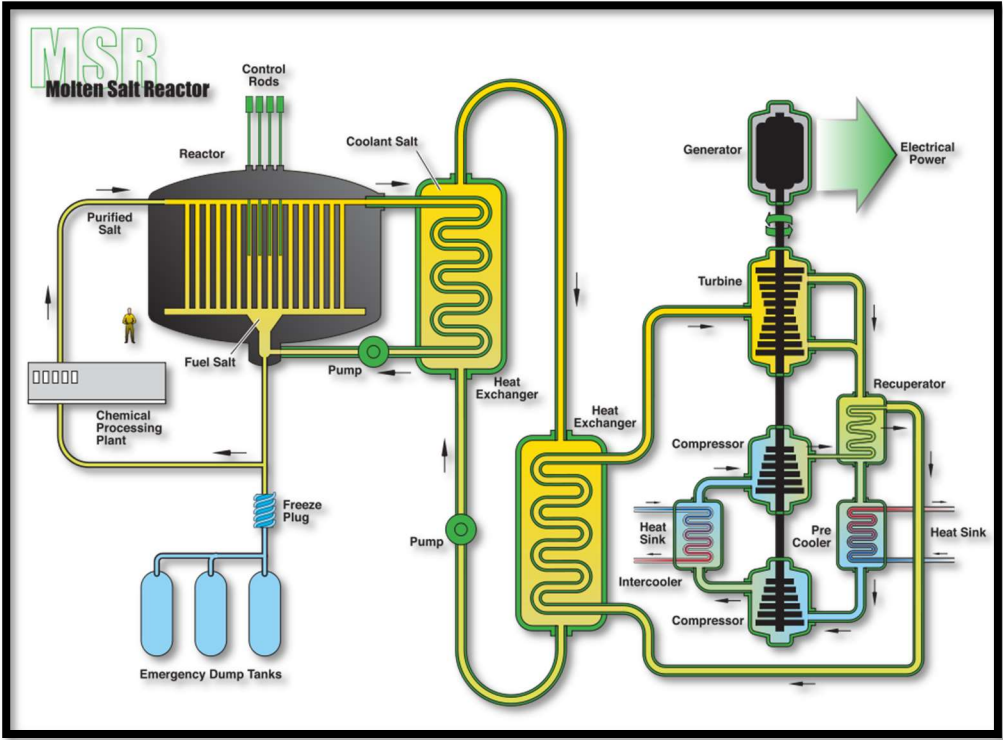 MSR
Molten Salt Reactor
Control
Rods
Reactor
Coolant Salt
Purified
Salt
Fuel Salt
Pump
Heat
Exchanger
Chemical
Processing
Plant
Freeze
Plug
Emergency Dump Tanks
Pump
Heat
Exchanger
Generator
Electrical
Power
Turbine
Recuperator
Compressor
Heat
Sink
Pre
Cooler
Heat Sink
Intercooler
Compressor